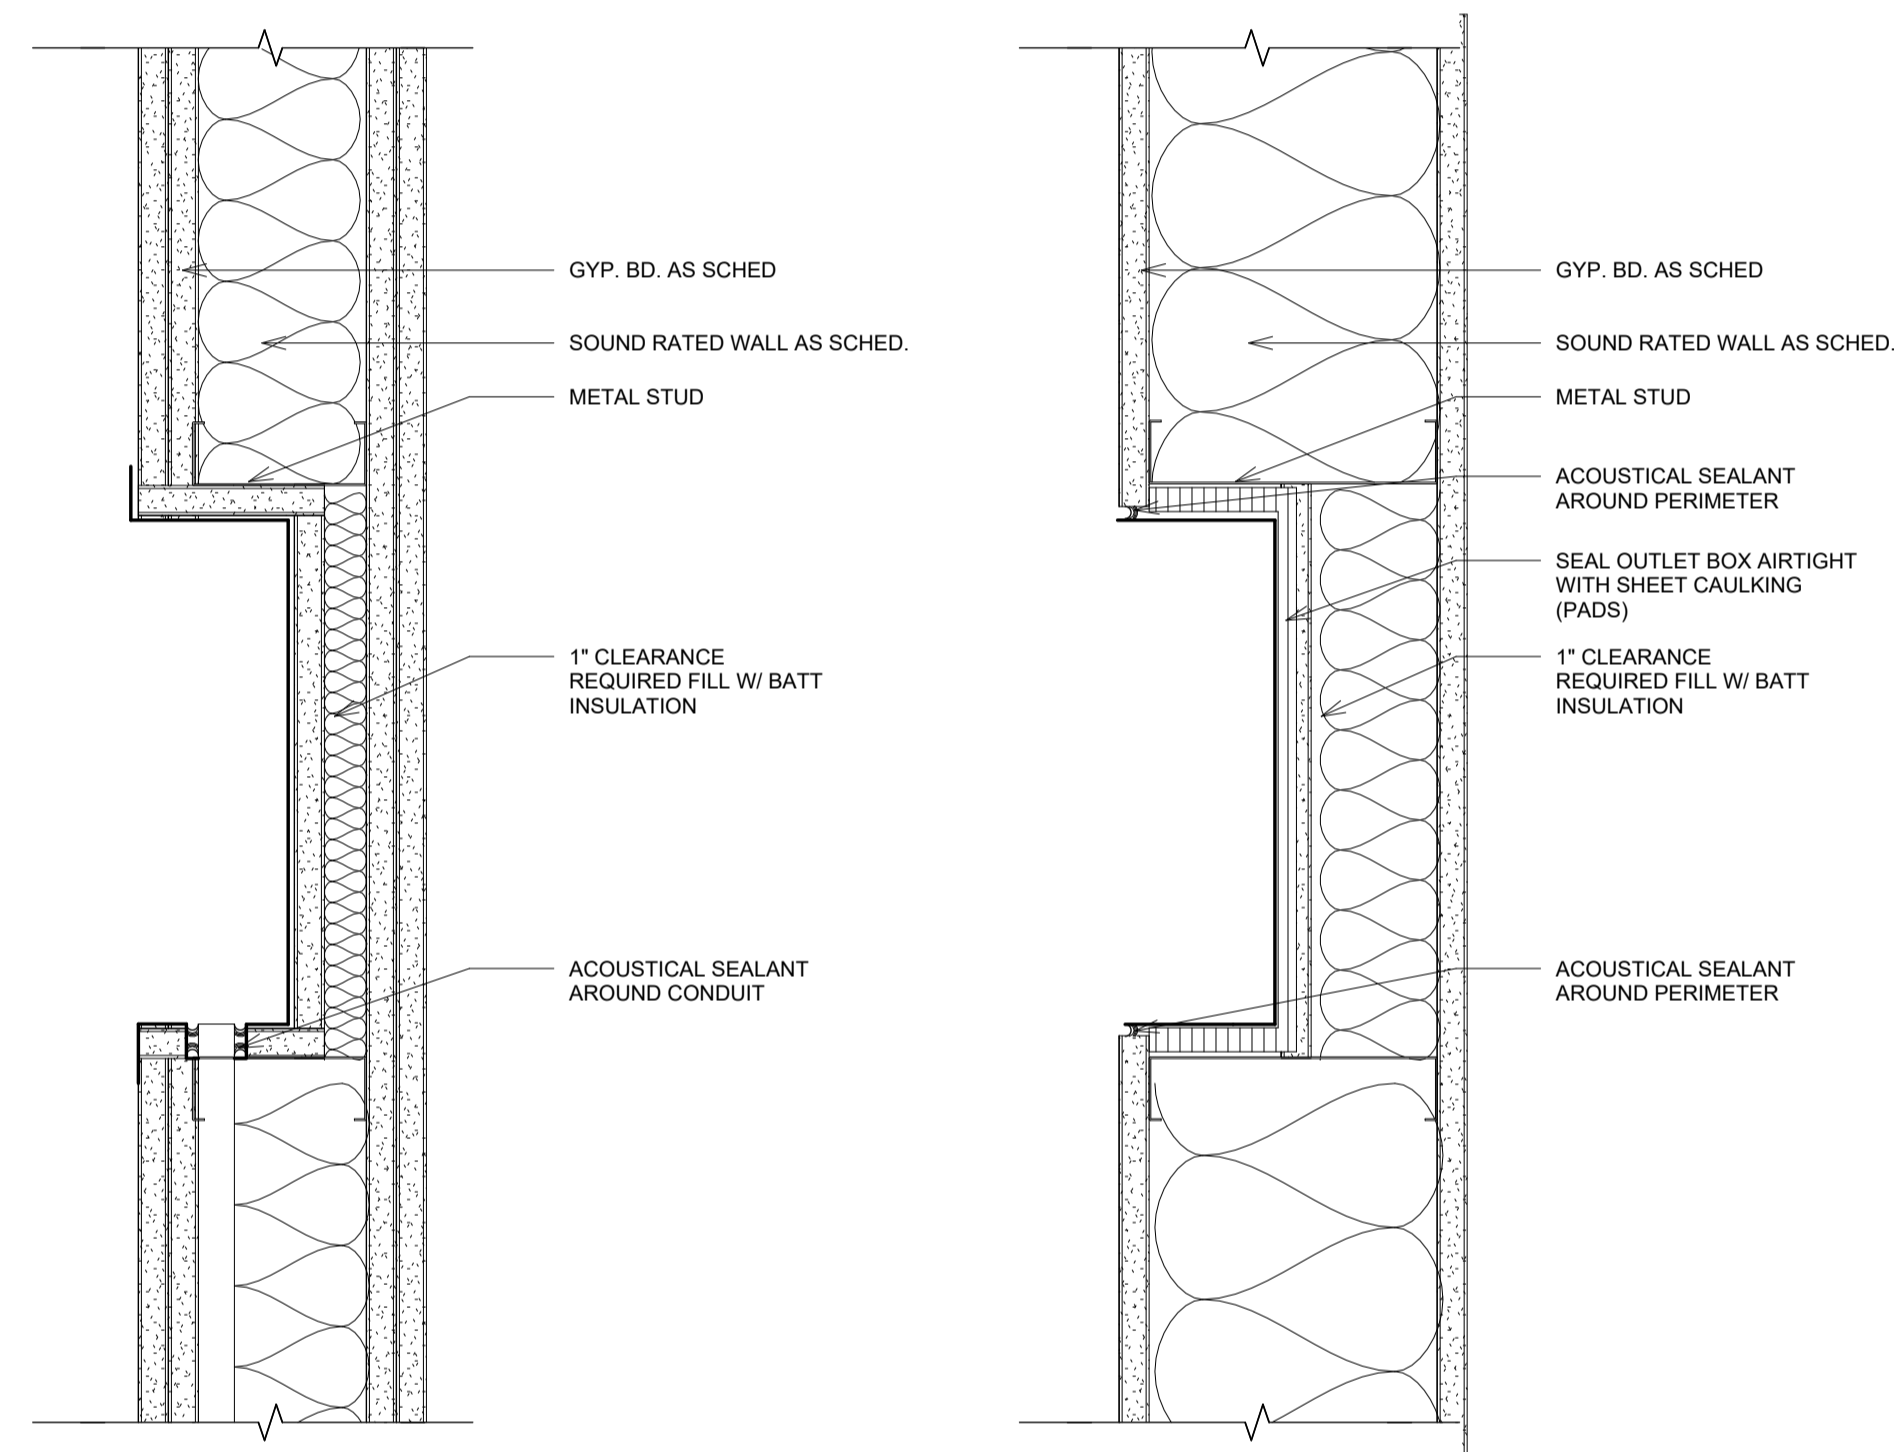 GYP. BD. AS SCHED
SOUND RATED WALL AS SCHED.
METAL STUD
1" CLEARANCE
REQUIRED FILL W/ BATT
INSULATION
ACOUSTICAL SEALANT
AROUND CONDUIT
GYP. BD. AS SCHED
SOUND RATED WALL AS SCHED.
METAL STUD
ACOUSTICAL SEALANT
AROUND PERIMETER
SEAL OUTLET BOX AIRTIGHT
WITH SHEET CAULKING
(PADS)
1" CLEARANCE
REQUIRED FILL W/ BATT
INSULATION
ACOUSTICAL SEALANT
AROUND PERIMETER